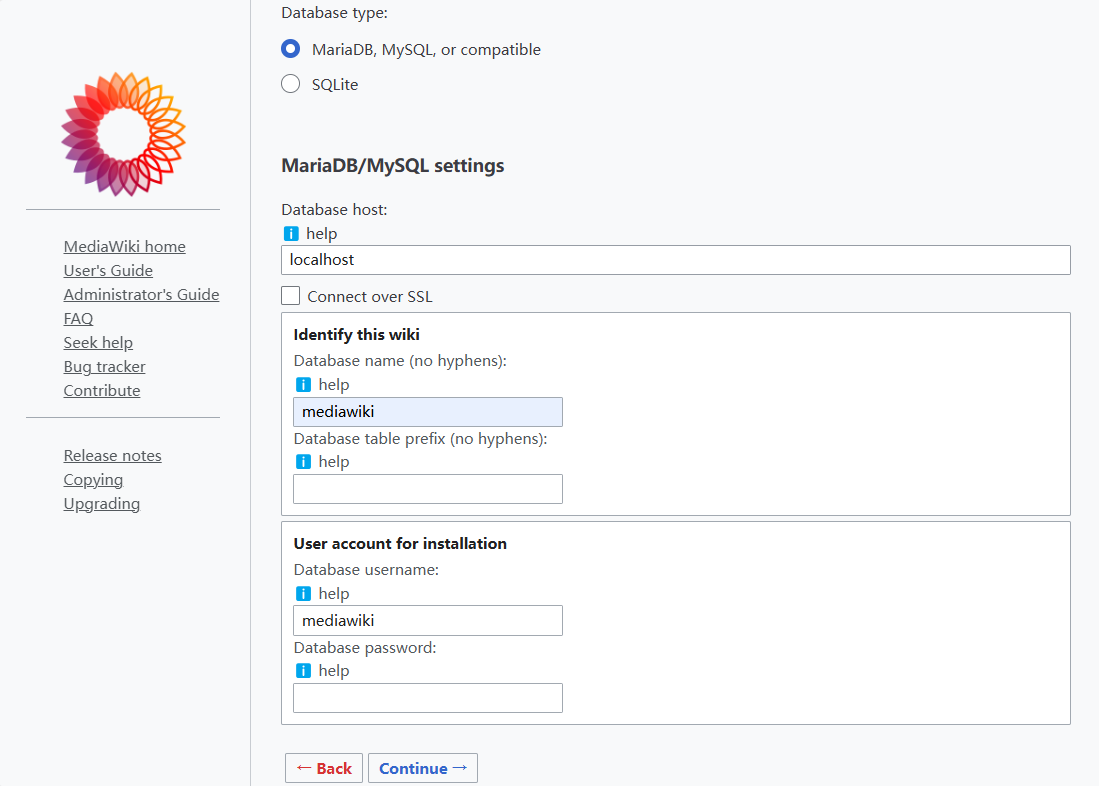 Database type:
MariaDB, MySQL, or compatible
SQLite
MariaDB/MySQL settings
Database host:
i help
localhost
Connect over SSL
Identify this wiki
Database name (no hyphens):
i help
mediawiki
Database table prefix (no hyphens):
i help
User account for installation
Database username:
i help
mediawiki
Database password:
i help
← Back
Continue →
MediaWiki home
User's Guide
Administrator's Guide
FAQ
Seek help
Bug tracker
Contribute
Release notes
Copying
Upgrading